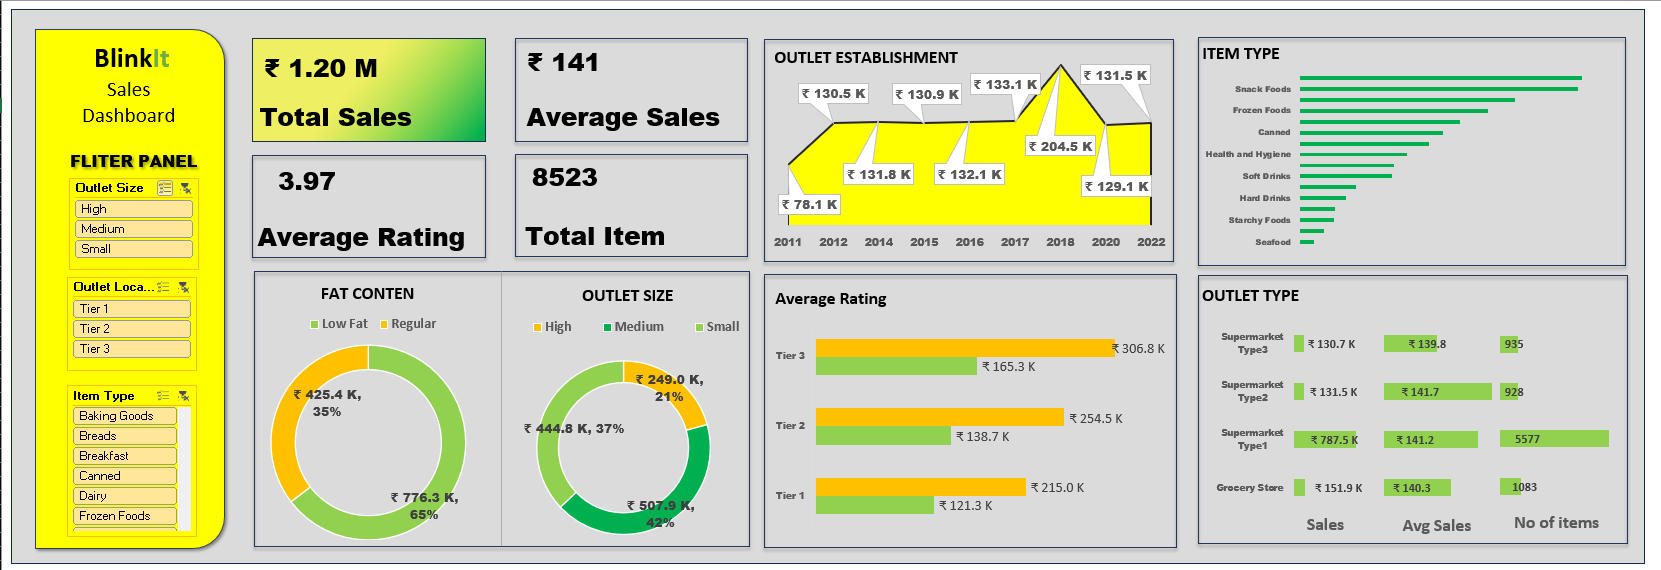 BlinkIt
Sales
Dashboard
FLITER PANEL
Outlet Size
High
Medium
Small
Outlet Loca...
Tier 1
Tier 2
Tier 3
Item Type
Baking Goods
Breads
Breakfast
Canned
Dairy
Frozen Foods
₹ 1.20 M
Total Sales
₹ 141
Average Sales
3.97
Average Rating
8523
Total Item
FAT CONTEN
Low Fat
Regular
₹ 425.4 K,
35%
₹ 776.3 K,
65%
OUTLET SIZE
High
Medium
Small
₹ 249.0 K,
21%
₹ 444.8 K, 37%
₹ 507.9 K,
42%
OUTLET ESTABLISHMENT
₹ 78.1 K
₹ 130.5 K
₹ 131.8 K
₹ 130.9 K
₹ 132.1 K
₹ 133.1 K
₹ 204.5 K
₹ 129.1 K
₹ 131.5 K
2011 2012 2014 2015 2016 2017 2018 2020 2022
Average Rating
Tier 3
₹ 306.8 K
₹ 165.3 K
Tier 2
₹ 254.5 K
₹ 138.7 K
Tier 1
₹ 215.0 K
₹ 121.3 K
ITEM TYPE
Snack Foods
Frozen Foods
Canned
Health and Hygiene
Soft Drinks
Hard Drinks
Starchy Foods
Seafood
OUTLET TYPE
Supermarket
Type3
₹ 130.7 K
₹ 139.8
935
Supermarket
Type2
₹ 131.5 K
₹ 141.7
928
Supermarket
Type1
₹ 787.5 K
₹ 141.2
5577
Grocery Store
₹ 151.9 K
₹ 140.3
1083
Sales
Avg Sales
No of items